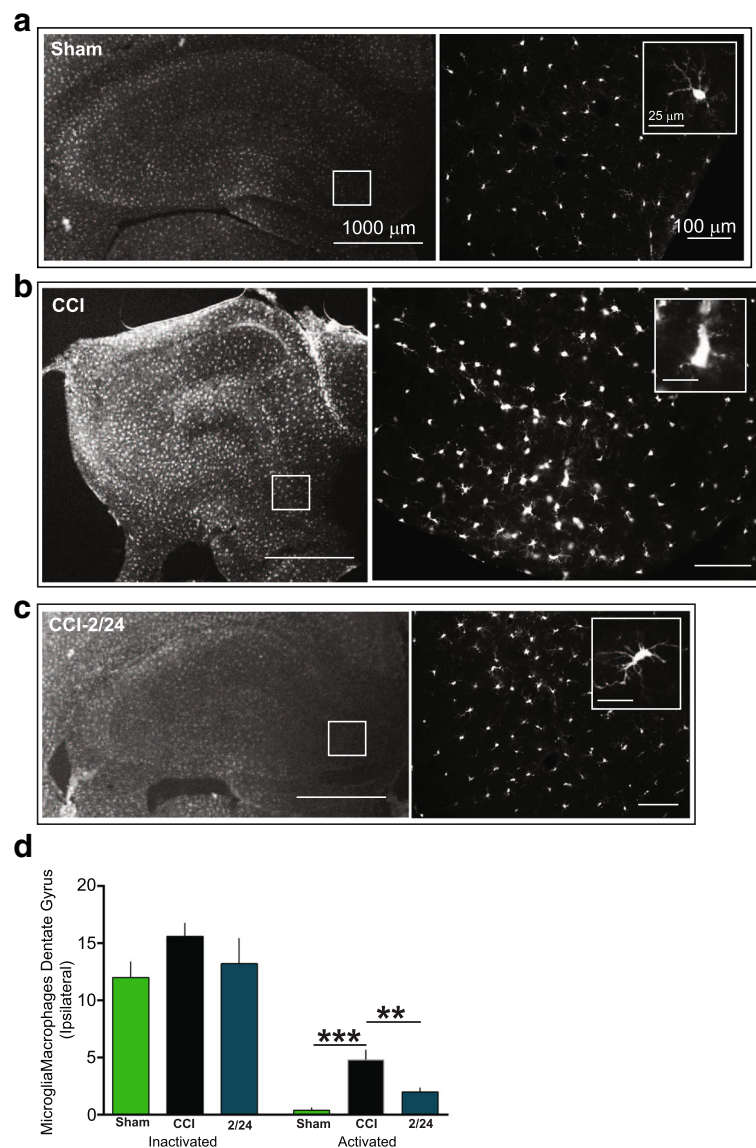 a
Sham
25 μm
1000 μm
100 μm
b
CCI
c
CCI-2/24
d
MicrogliaMacrophages Dentate Gyrus
(Ipsilateral)
20
15
10
5
0
***
**
Sham CCI 2/24 Sham CCI 2/24
Inactivated Activated